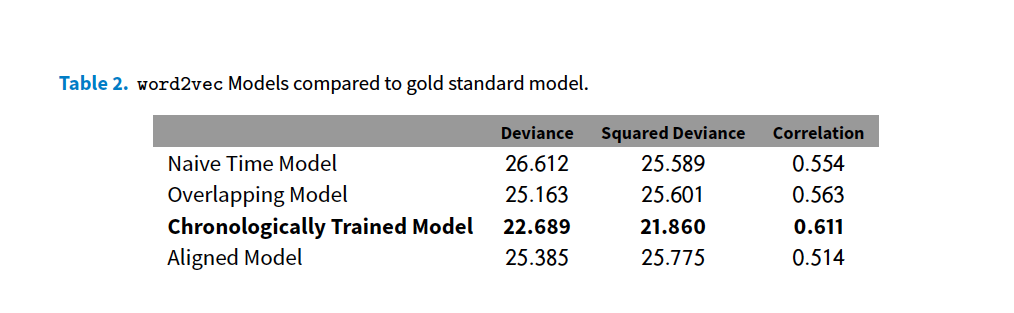 Table 2. word2vec Models compared to gold standard model.
Deviance Squared Deviance Correlation
Naive Time Model 26.612 25.589 0.554
Overlapping Model 25.163 25.601 0.563
Chronologically Trained Model 22.689 21.860 0.611
Aligned Model 25.385 25.775 0.514